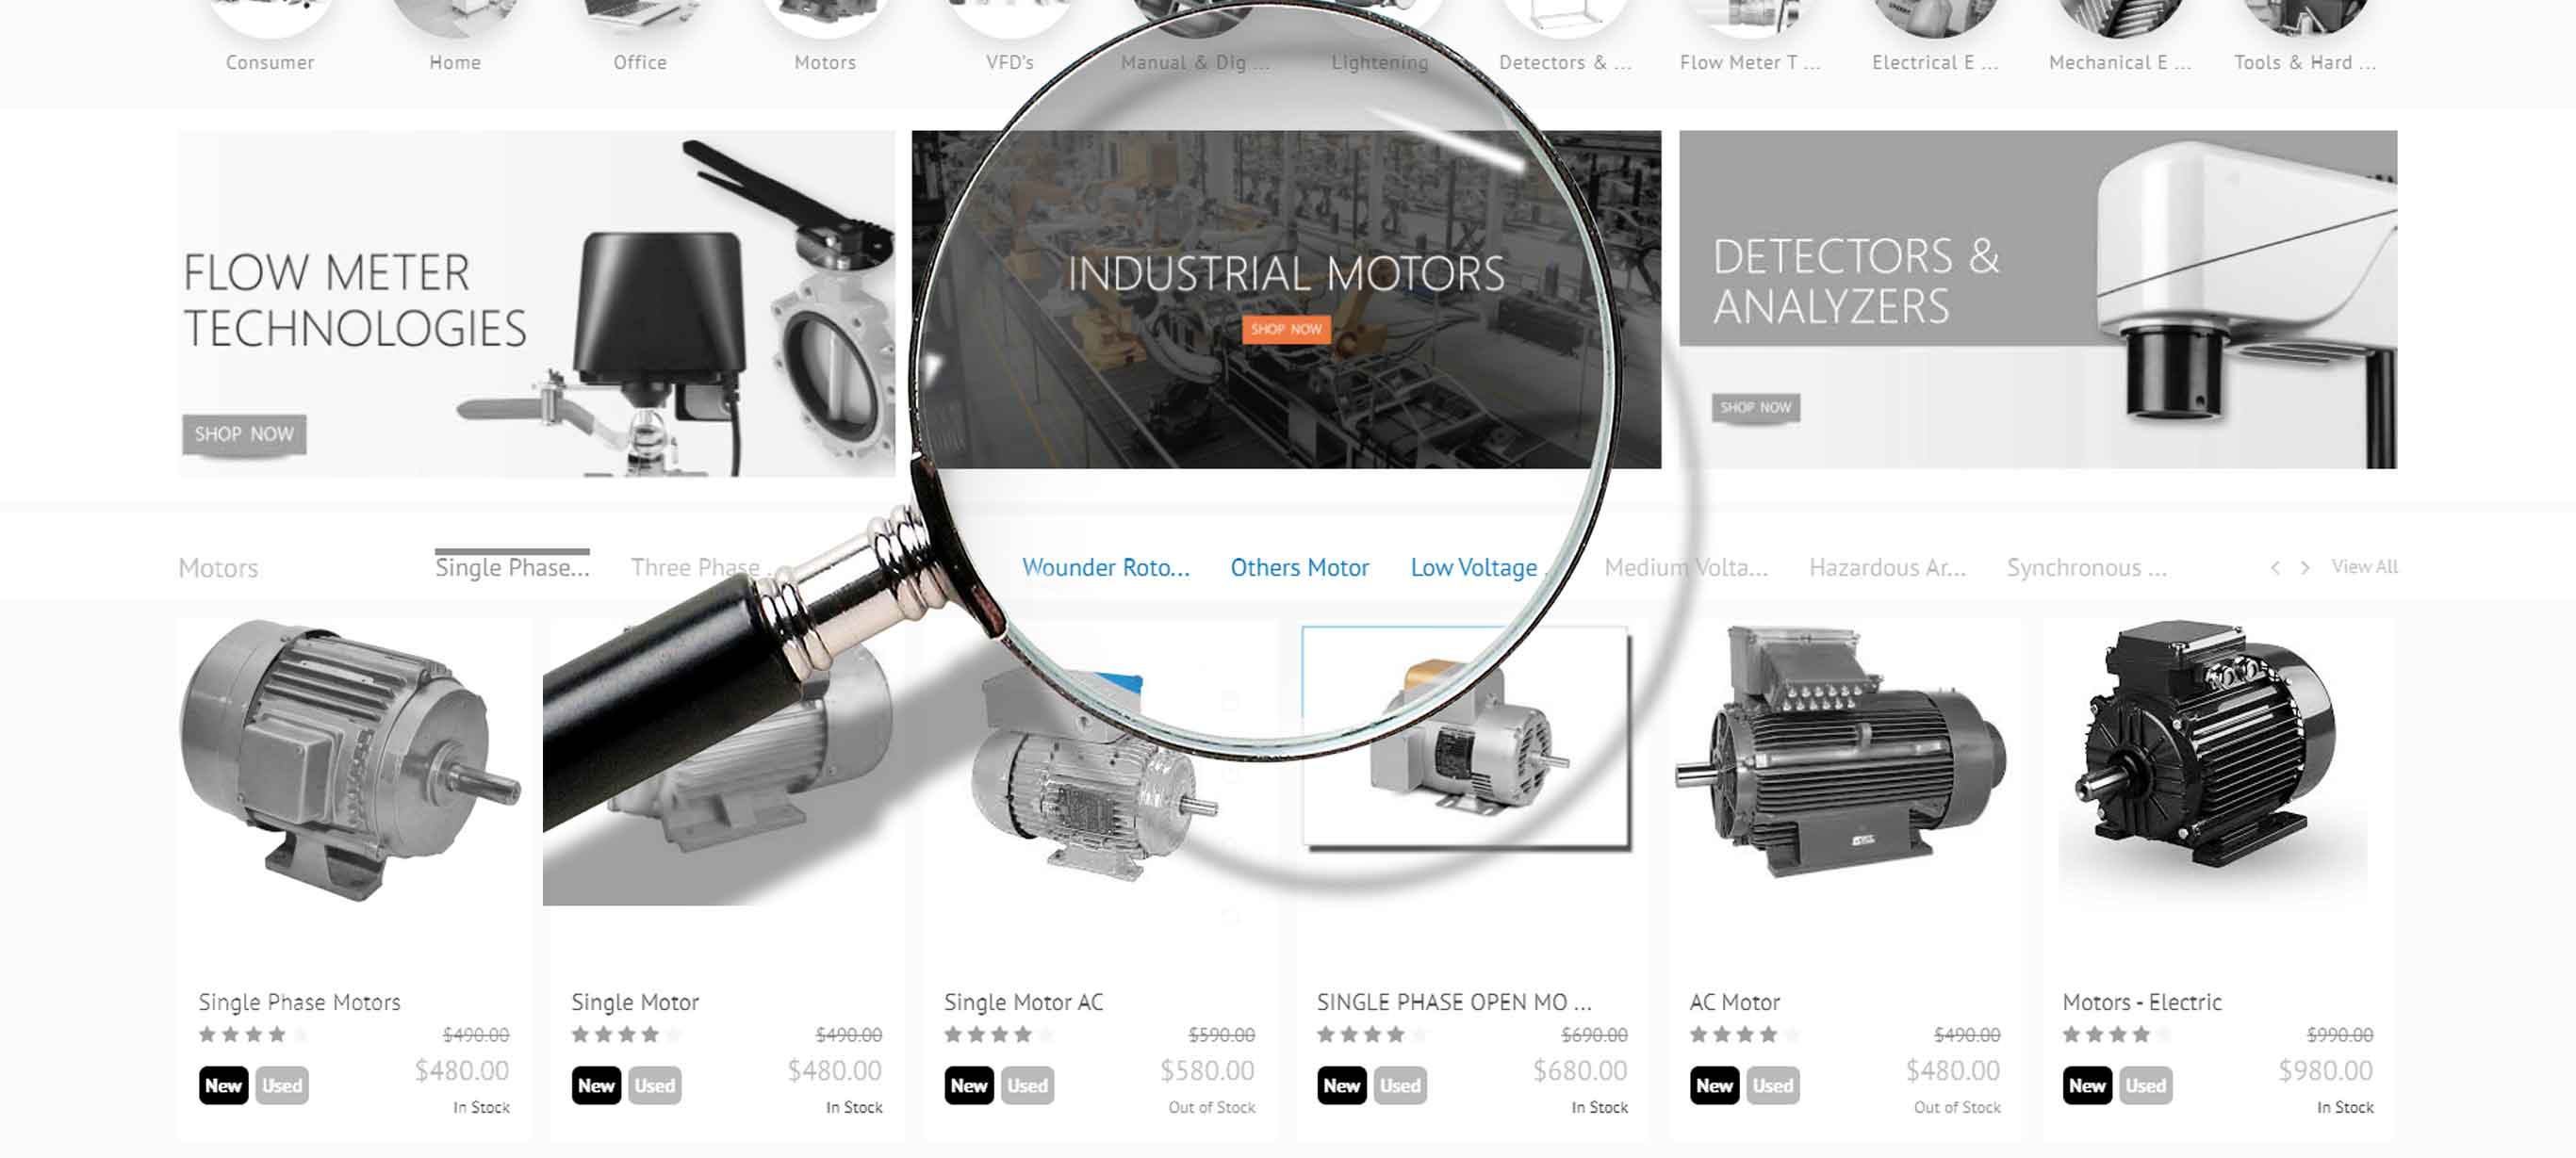 Consumer
Home
Office
Motors
VFD's
Manual & Dig ...
Lightening
Detectors & ...
Flow Meter T ...
Electrical E ...
Mechanical E ...
Tools & Hard ...
FLOW METER
TECHNOLOGIES
SHOP NOW
INDUSTRIAL MOTORS
SHOP NOW
DETECTORS &
ANALYZERS
SHOP NOW
Motors
Single Phase...
Three Phase ...
Wounder Roto...
Others Motor
Low Voltage ...
Medium Volta...
Hazardous Ar...
Synchronous ...
< >
View All
Single Phase Motors
$490.00
$480.00
New Used
In Stock
Single Motor
$490.00
$480.00
New Used
In Stock
Single Motor AC
$590.00
$580.00
New Used
Out of Stock
SINGLE PHASE OPEN MO ...
$690.00
$680.00
New Used
In Stock
AC Motor
$490.00
$480.00
New Used
Out of Stock
Motors - Electric
$990.00
$980.00
New Used
In Stock